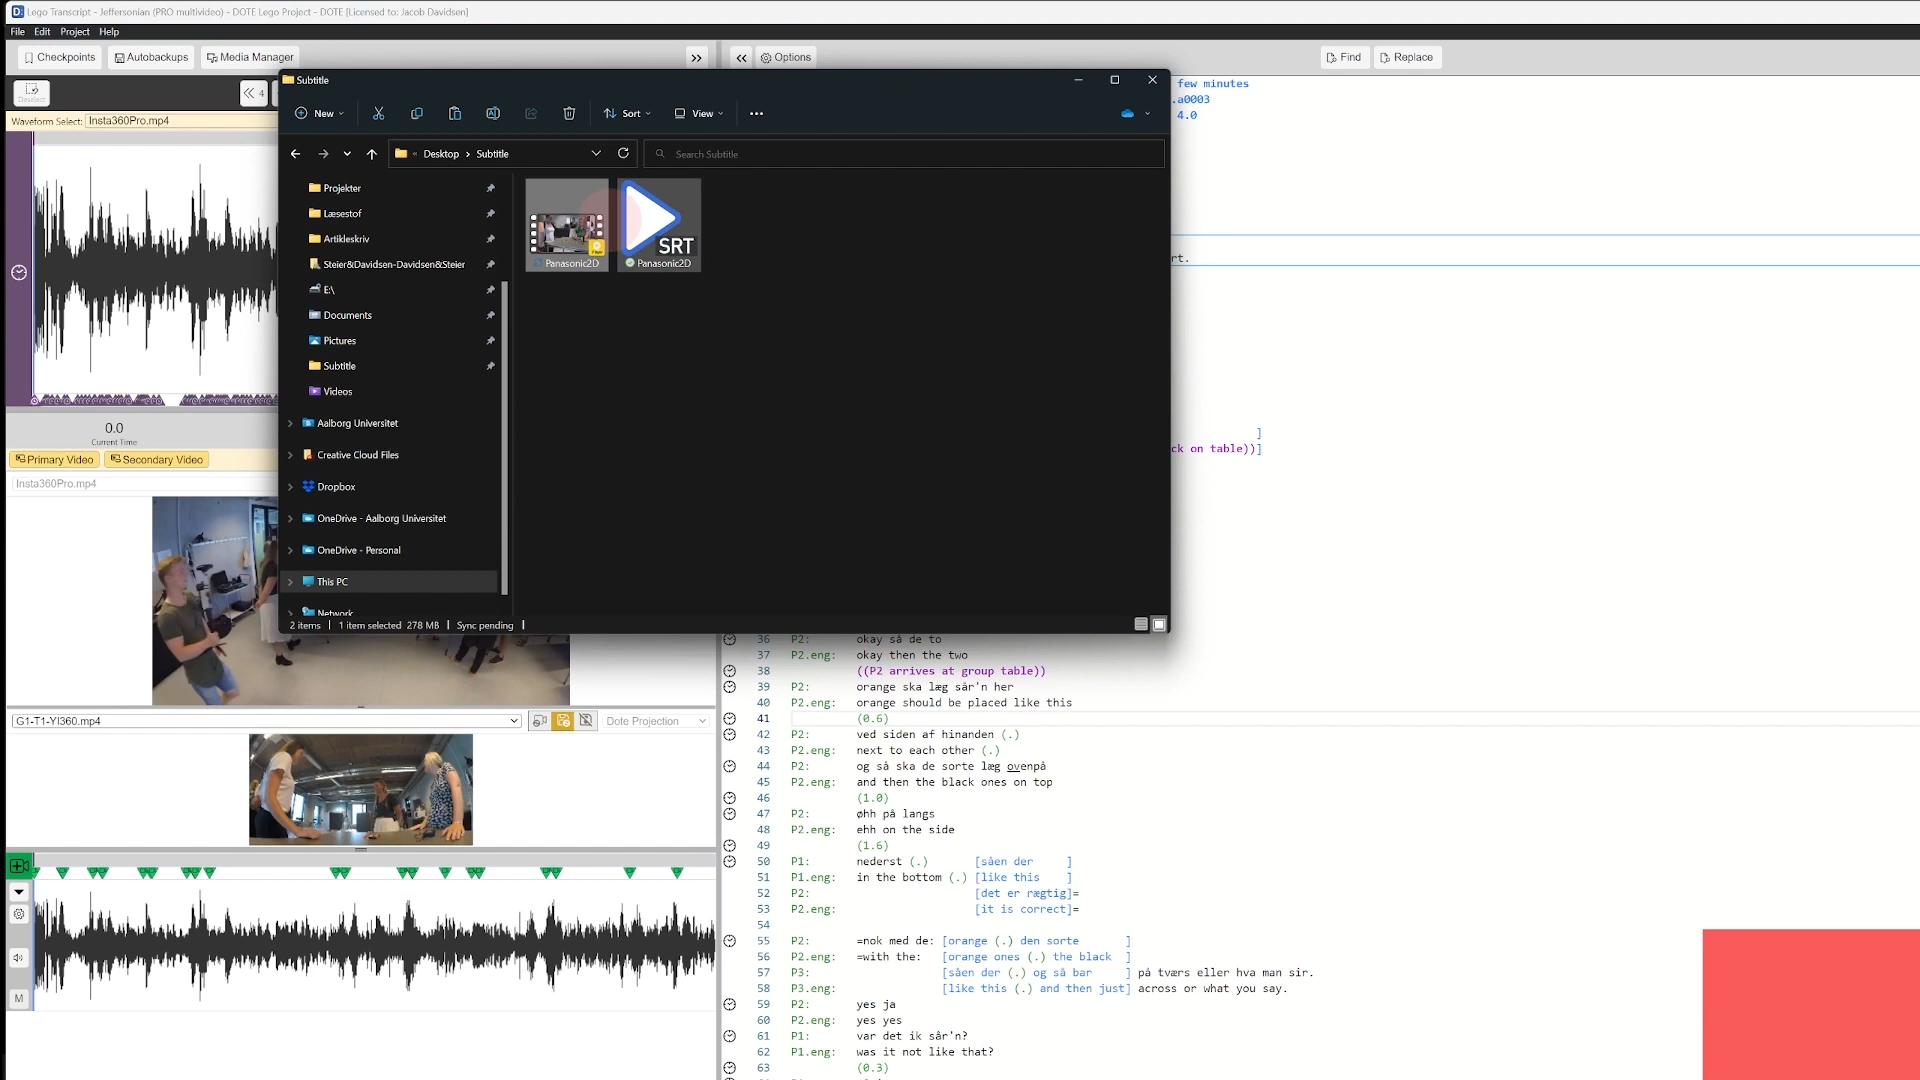 Lego Transcript - Jeffersonian (PRO multivideo) - DOTE Lego Project - DOTE [Licensed to: Jacob Davidsen]
File Edit Project Help
Checkpoints Autobackups Media Manager Options Find Replace
Deselect 4
Waveform Select: Insta360Pro.mp4
0.0
Current Time
Primary Video Secondary Video
Insta360Pro.mp4
G1-T1-YI360.mp4 Dote Projection
M
Subtitle
New Sort View
Desktop Subtitle Search Subtitle
Projekter
Læsestof
Artikleskriv
Steier&Davidsen-Davidsen&Steier
E:\
Documents
Pictures
Subtitle
Videos
Aalborg Universitet
Creative Cloud Files
Dropbox
OneDrive - Aalborg Universitet
OneDrive - Personal
This PC
Network
Panasonic2D
SRT
Panasonic2D
2 items 1 item selected 278 MB Sync pending
few minutes
.a0003
4.0
rt.
]
ck on table))]
36 P2: okay så de to
37 P2.eng: okay then the two
38 ((P2 arrives at group table))
39 P2: orange ska læg sår'n her
40 P2.eng: orange should be placed like this
41 (0.6)
42 P2: ved siden af hinanden (.)
43 P2.eng: next to each other (.)
44 P2: og så ska de sorte læg ovenpå
45 P2.eng: and then the black ones on top
46 (1.0)
47 P2: øhh på langs
48 P2.eng: ehh on the side
49 (1.6)
50 P1: nederst (.) [såen der ]
51 P1.eng: in the bottom (.) [like this ]
52 P2: [det er rægtig]=
53 P2.eng: [it is correct]=
54
55 P2: =nok med de: [orange (.) den sorte ]
56 P2.eng: =with the: [orange ones (.) the black ]
57 P3: [såen der (.) og så bar ] på tværs eller hva man sir.
58 P3.eng: [like this (.) and then just] across or what you say.
59 P2: yes ja
60 P2.eng: yes yes
61 P1: var det ik sår'n?
62 P1.eng: was it not like that?
63 (0.3)